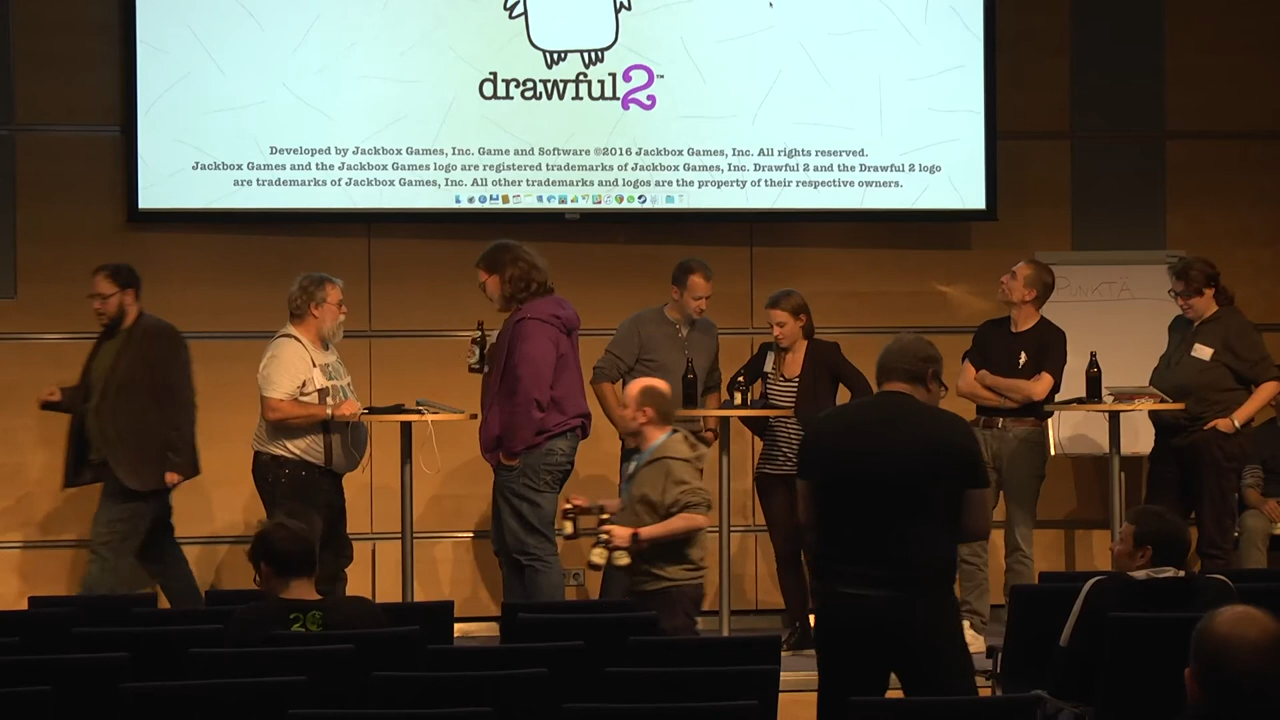 drawful2™
Developed by Jackbox Games, Inc. Game and Software ©2016 Jackbox Games, Inc. All rights reserved.
Jackbox Games and the Jackbox Games logo are registered trademarks of Jackbox Games, Inc. Drawful 2 and the Drawful 2 logo
are trademarks of Jackbox Games, Inc. All other trademarks and logos are the property of their respective owners.
PUNKTÄ